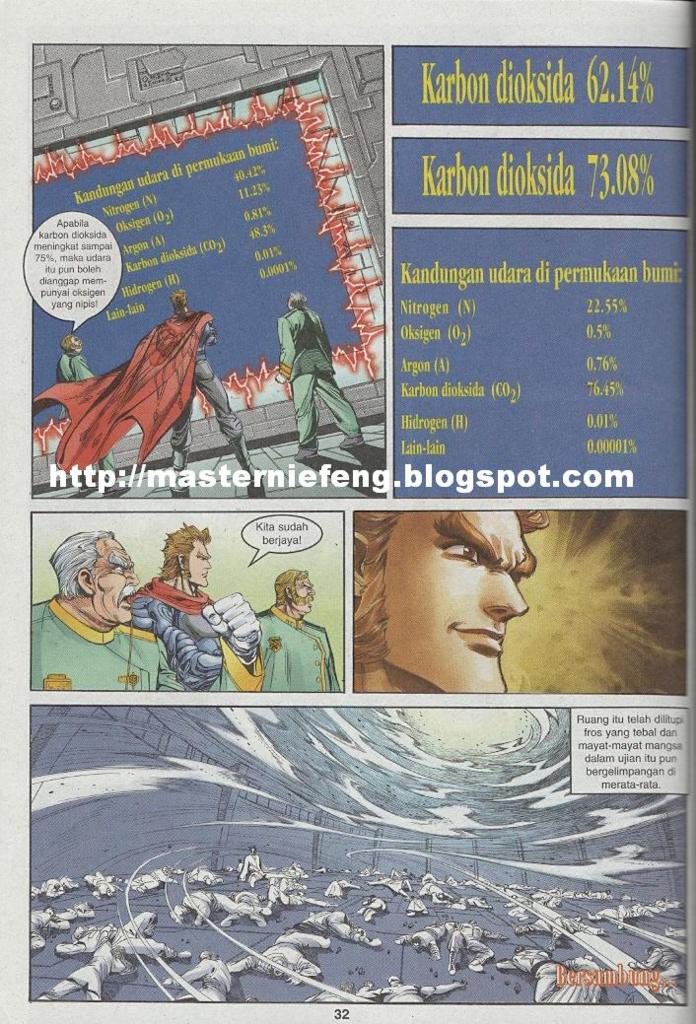 Kandungan udara di permukaan bumi:
Nitrogen (N) 40.42%
Oksigen (O₂) 11.23%
Argon (A) 0.81%
Karbon dioksida (CO₂) 48.3%
Hidrogen (H) 0.01%
Lain-lain 0.0001%
Apabila
karbon dioksida
meningkat sampai
75%, maka udara
itu pun boleh
dianggap mem-
punyai oksigen
yang nipis!
Karbon dioksida 62.14%
Karbon dioksida 73.08%
Kandungan udara di permukaan bumi:
Nitrogen (N) 22.55%
Oksigen (O₂) 0.5%
Argon (A) 0.76%
Karbon dioksida (CO₂) 76.45%
Hidrogen (H) 0.01%
Lain-lain 0.00001%
http://masterniefeng.blogspot.com
Kita sudah
berjaya!
Ruang itu telah dilitupi
fros yang tebal dan
mayat-mayat mangsa
dalam ujian itu pun
bergelimpangan di
merata-rata.
Bersambung...
32